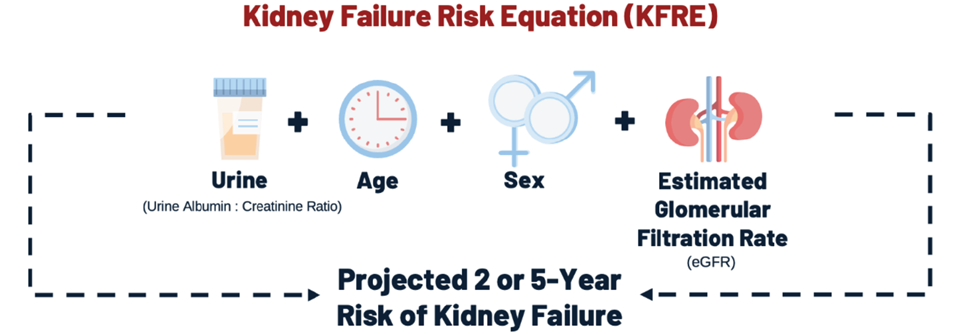 Kidney Failure Risk Equation (KFRE)
Urine
(Urine Albumin : Creatinine Ratio)
Age
Sex
Estimated
Glomerular
Filtration Rate
(eGFR)
Projected 2 or 5-Year
Risk of Kidney Failure